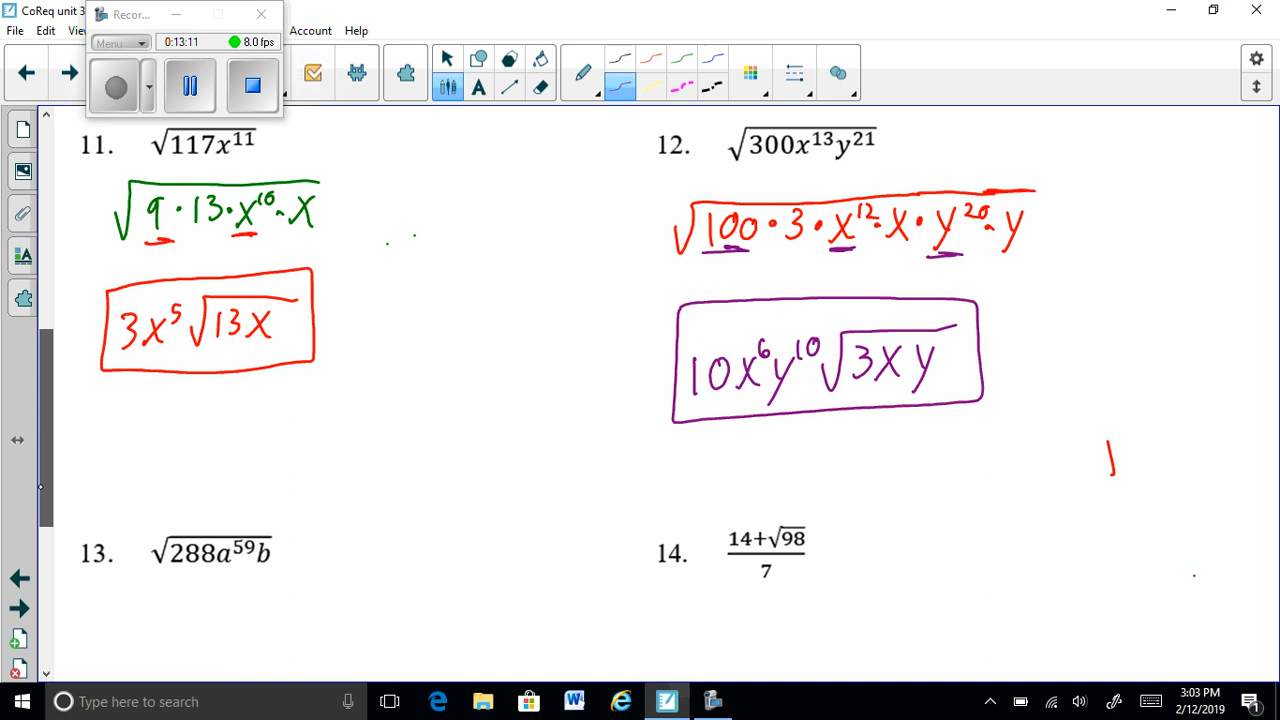 CoReq unit 3
Recor...
File Edit Vie
Account Help
Menu 0:13:11 8.0 fps
11. √117x¹¹
12. √300x¹³y²¹
√9·13·x¹⁰·x
√100·3·x¹²·x·y²⁰·y
3x⁵√13x
10x⁶y¹⁰√3xy
13. √288a⁵⁹b
14. 14+√98
7
Type here to search
3:03 PM
2/12/2019
1